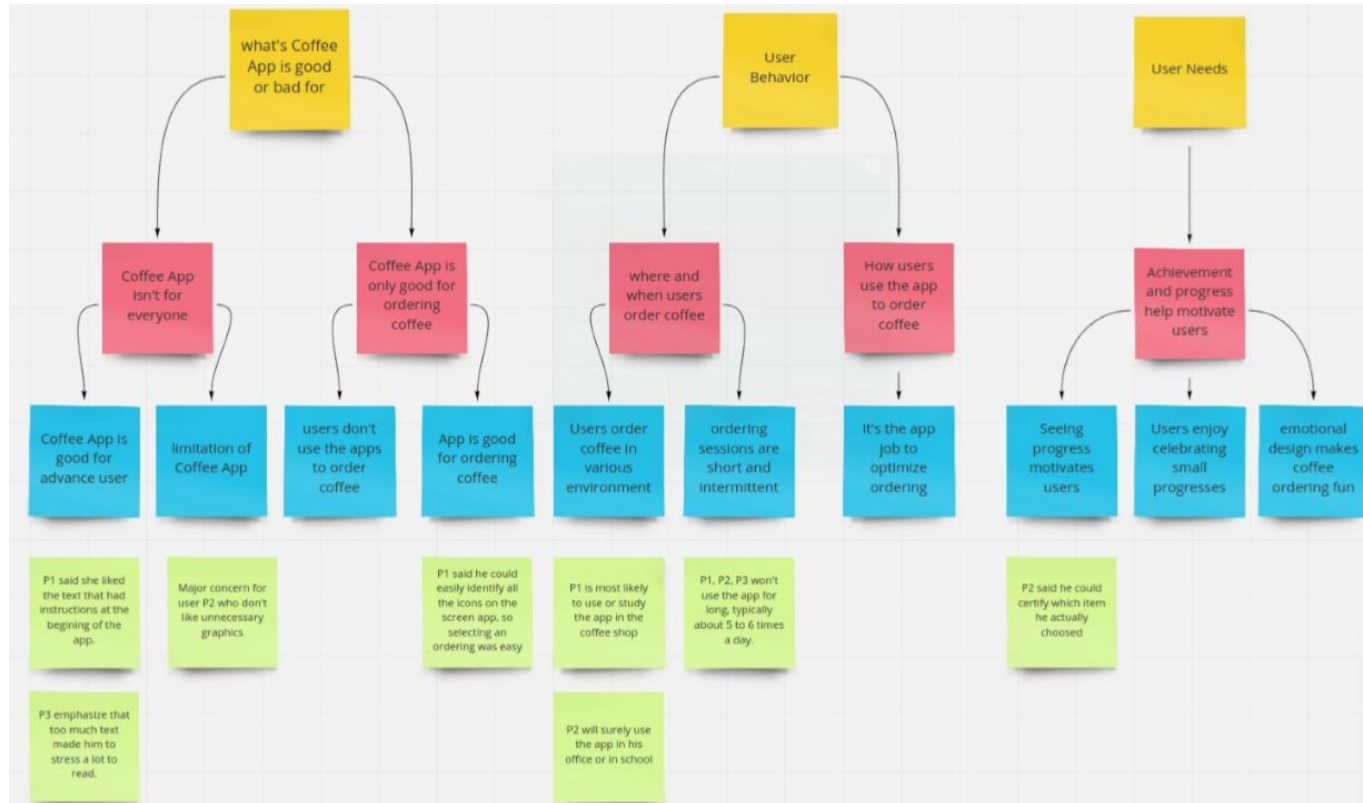 what's Coffee
App is good
or bad for
User
Behavior
User Needs
Coffee App
isn't for
everyone
Coffee App is
only good for
ordering
coffee
where and
when users
order coffee
How users
use the app
to order
coffee
Achievement
and progress
help motivate
users
Coffee App is
good for
advance user
limitation of
Coffee App
users don't
use the apps
to order
coffee
App is good
for ordering
coffee
Users order
coffee in
various
environment
ordering
sessions are
short and
intermittent
It's the app
job to
optimize
ordering
Seeing
progress
motivates
users
Users enjoy
celebrating
small
progresses
emotional
design makes
coffee
ordering fun
P1 said she liked
the text that had
instructions at the
begining of the
app.
Major concern for
user P2 who don't
like unnecessary
graphics
P1 said he could
easily identify all
the icons on the
screen app, so
selecting an
ordering was easy
P1 is most likely
to use or study
the app in the
coffee shop
P1, P2, P3 won't
use the app for
long, typically
about 5 to 6 times
a day.
P2 said he could
certify which item
he actually
choosed
P3 emphasize that
too much text
made him to
stress a lot to
read.
P2 will surely use
the app in his
office or in school